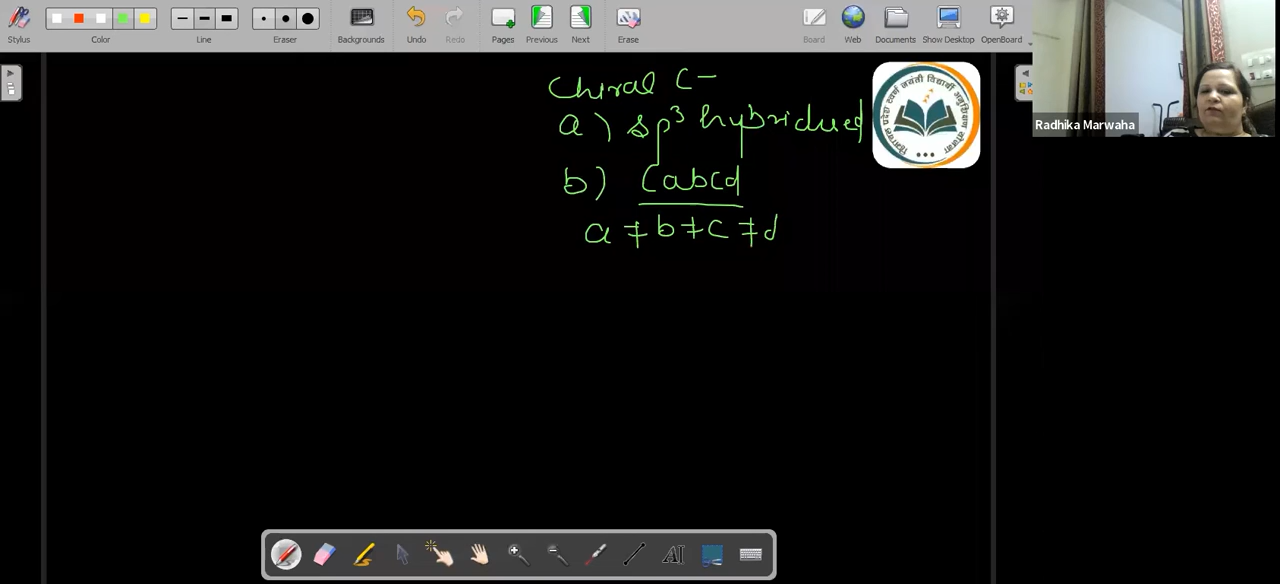 Stylus
Color
Line
Eraser
Backgrounds
Undo
Redo
Pages
Previous
Next
Erase
Board
Web
Documents
Show Desktop
OpenBoard
Chiral C-
a) sp³ hybridized
b) Cabcd
a ≠ b ≠ c ≠ d
Radhika Marwaha